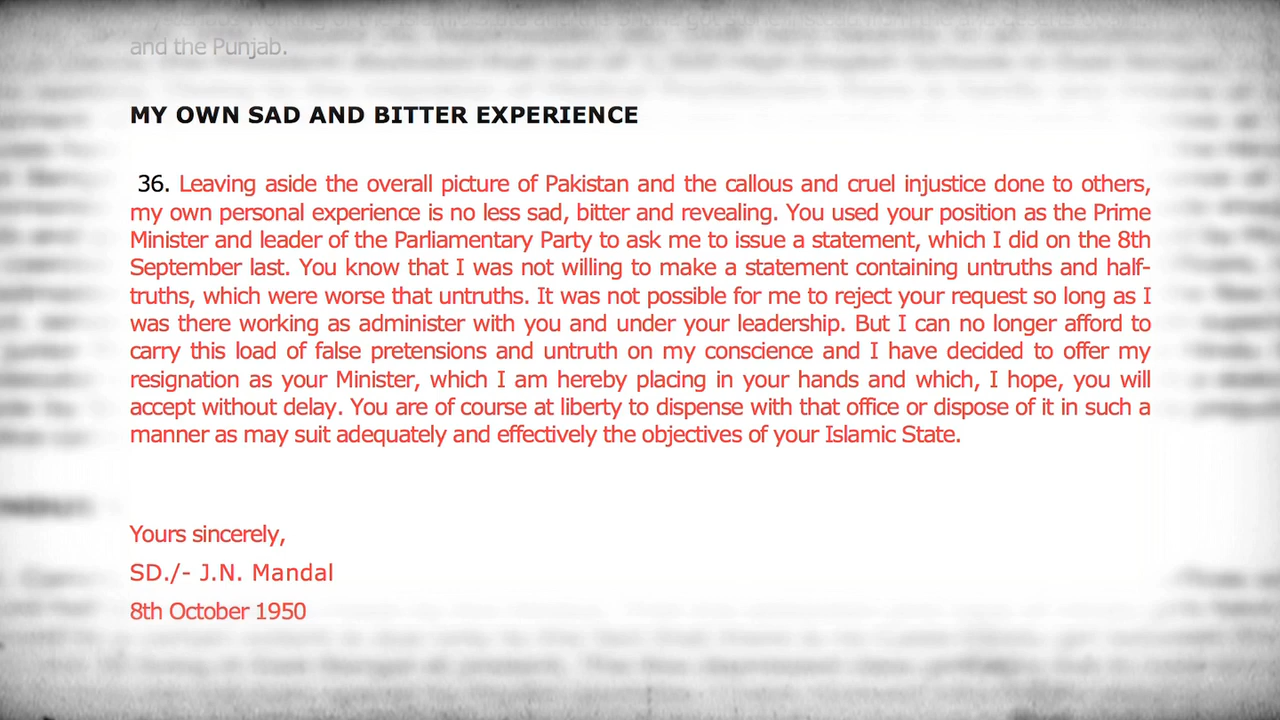 and the Punjab.
MY OWN SAD AND BITTER EXPERIENCE
36. Leaving aside the overall picture of Pakistan and the callous and cruel injustice done to others,
my own personal experience is no less sad, bitter and revealing. You used your position as the Prime
Minister and leader of the Parliamentary Party to ask me to issue a statement, which I did on the 8th
September last. You know that I was not willing to make a statement containing untruths and half-
truths, which were worse that untruths. It was not possible for me to reject your request so long as I
was there working as administer with you and under your leadership. But I can no longer afford to
carry this load of false pretensions and untruth on my conscience and I have decided to offer my
resignation as your Minister, which I am hereby placing in your hands and which, I hope, you will
accept without delay. You are of course at liberty to dispense with that office or dispose of it in such a
manner as may suit adequately and effectively the objectives of your Islamic State.
Yours sincerely,
SD./- J.N. Mandal
8th October 1950